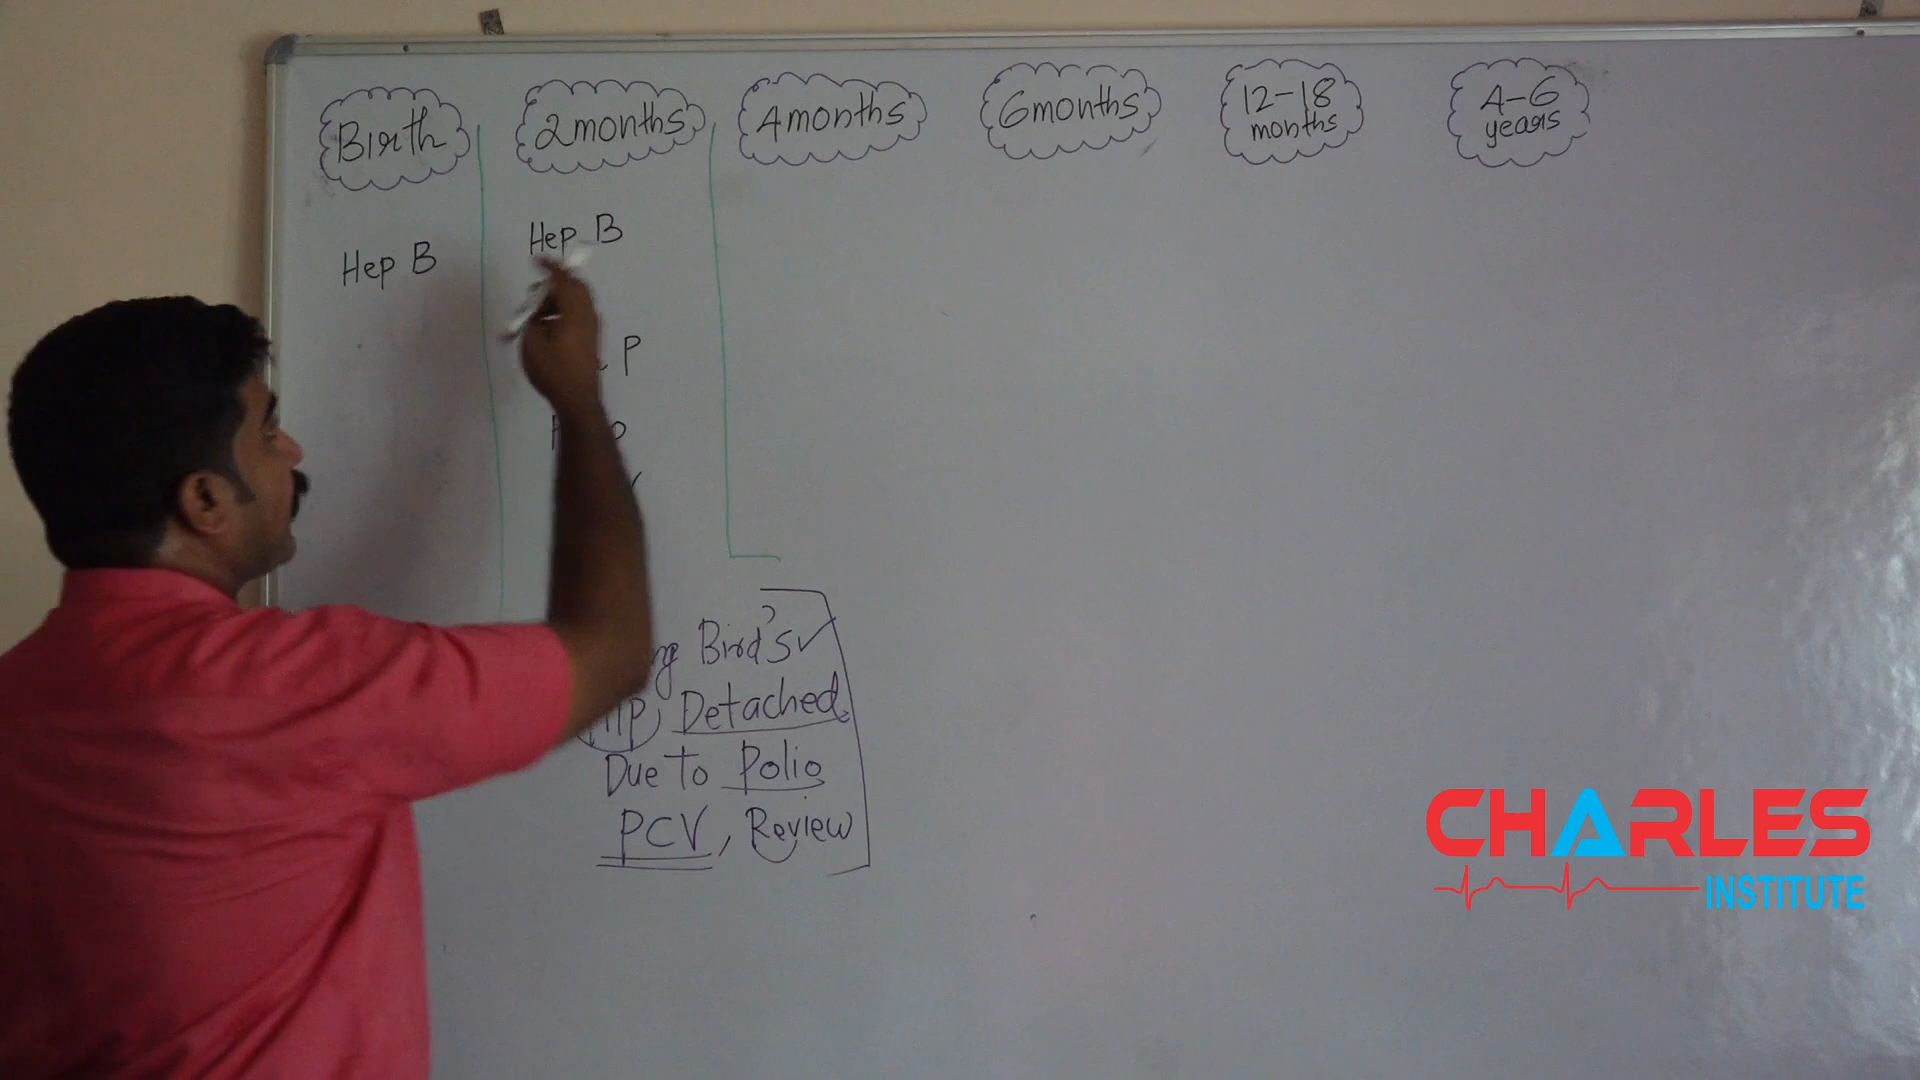 Birth
2months
4months
6months
12-18
months
4-6
years
Hep B
Hep B
P
Bird's
Detached
Due To Polio
PCV, Review
CHARLES
INSTITUTE